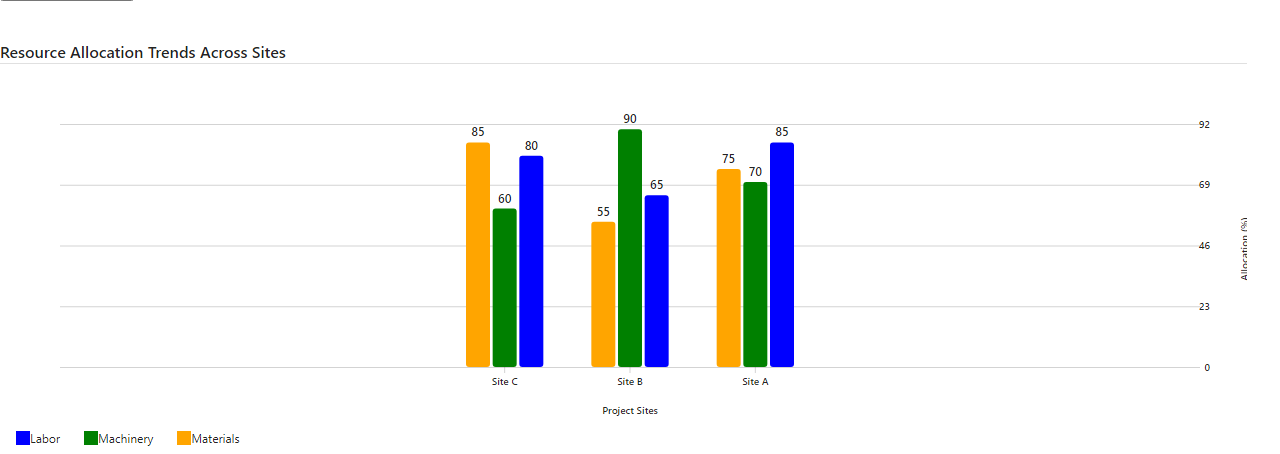 Resource Allocation Trends Across Sites
90
85
85
80
75
70
65
60
55
92
69
46
23
0
Allocation (%)
Site C
Site B
Site A
Project Sites
Labor
Machinery
Materials